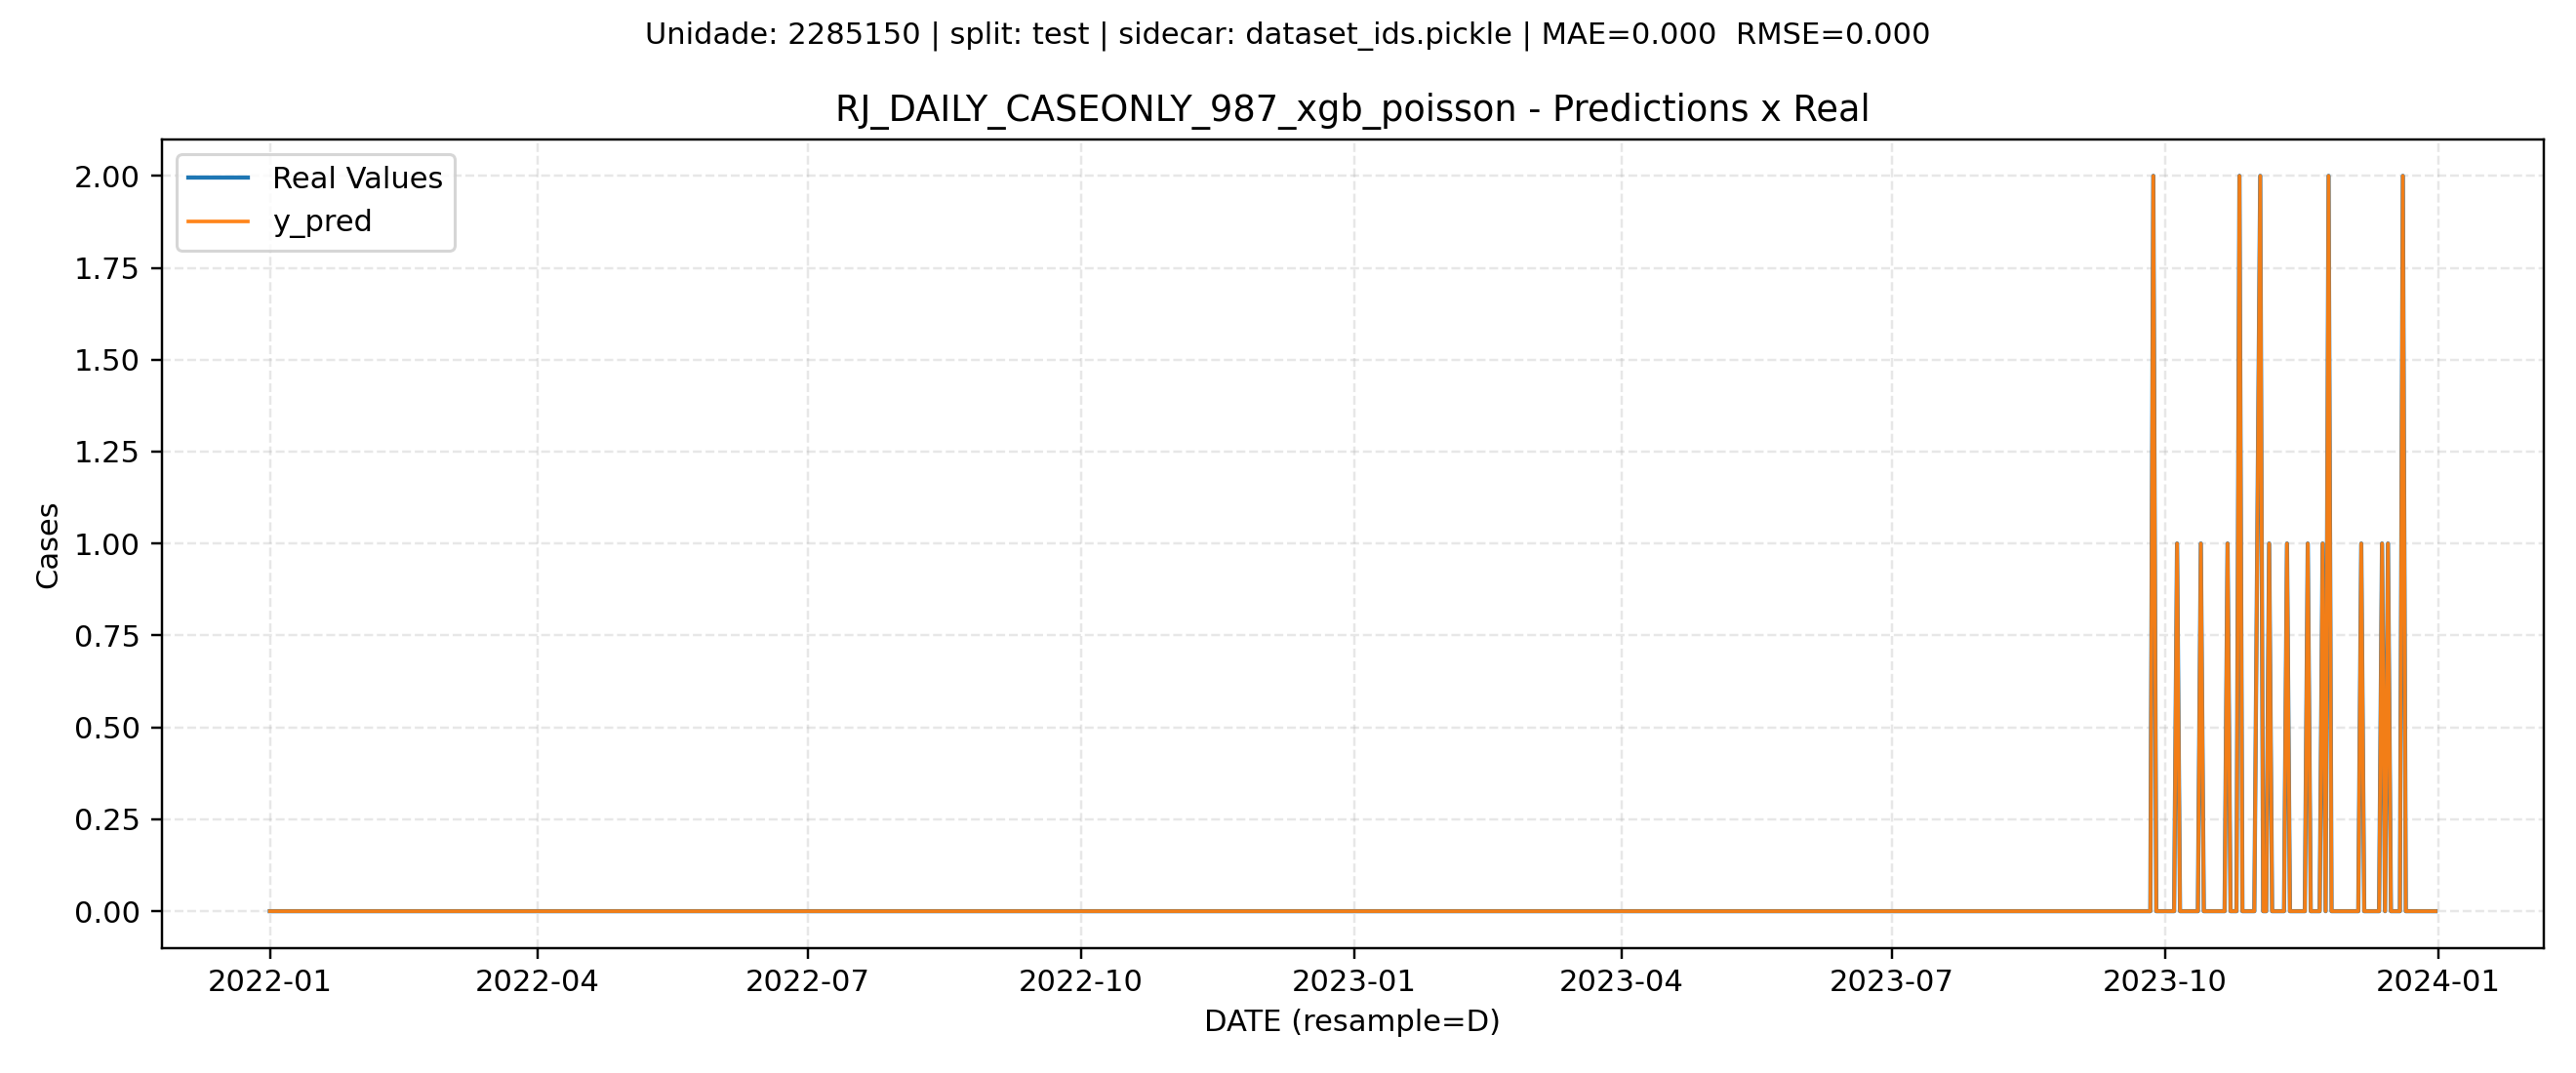 Unidade: 2285150 | split: test | sidecar: dataset_ids.pickle | MAE=0.000  RMSE=0.000
RJ_DAILY_CASEONLY_987_xgb_poisson - Predictions x Real
Real Values
y_pred
2.00
1.75
1.50
1.25
1.00
0.75
0.50
0.25
0.00
Cases
2022-01 2022-04 2022-07 2022-10 2023-01 2023-04 2023-07 2023-10 2024-01
DATE (resample=D)